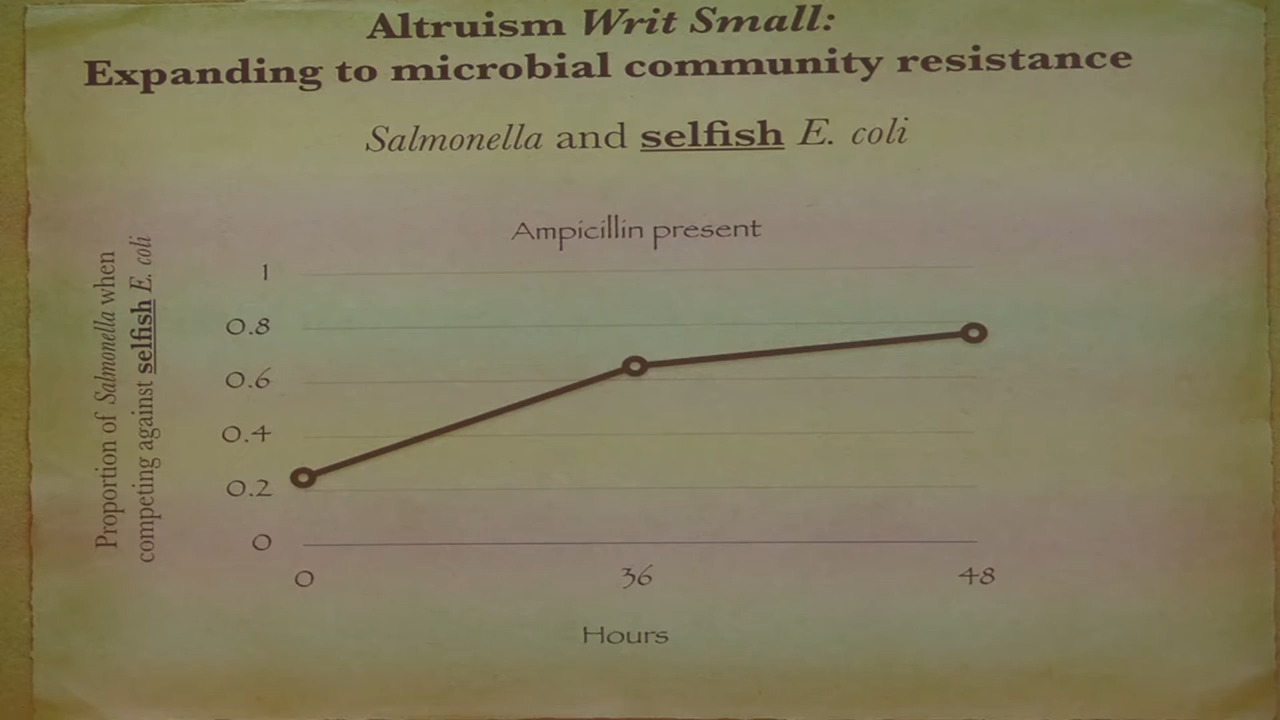 Altruism Writ Small:
Expanding to microbial community resistance
Salmonella and selfish E. coli
Ampicillin present
Proportion of Salmonella when
competing against selfish E. coli
1
0.8
0.6
0.4
0.2
0
0 36 48
Hours